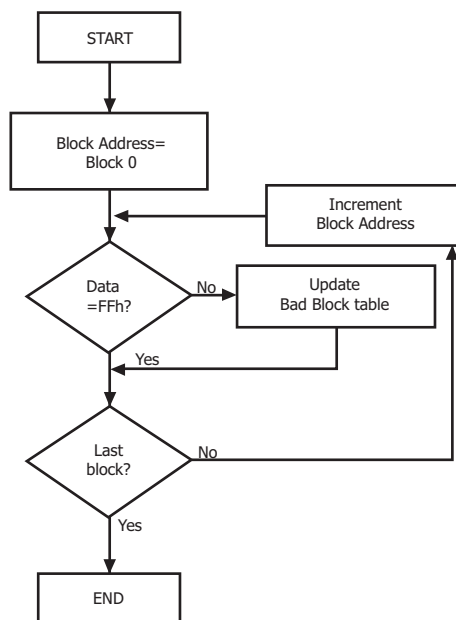 START
Block Address=
Block 0
Increment
Block Address
Data
=FFh?
No
Update
Bad Block table
Yes
Last
block?
No
Yes
END